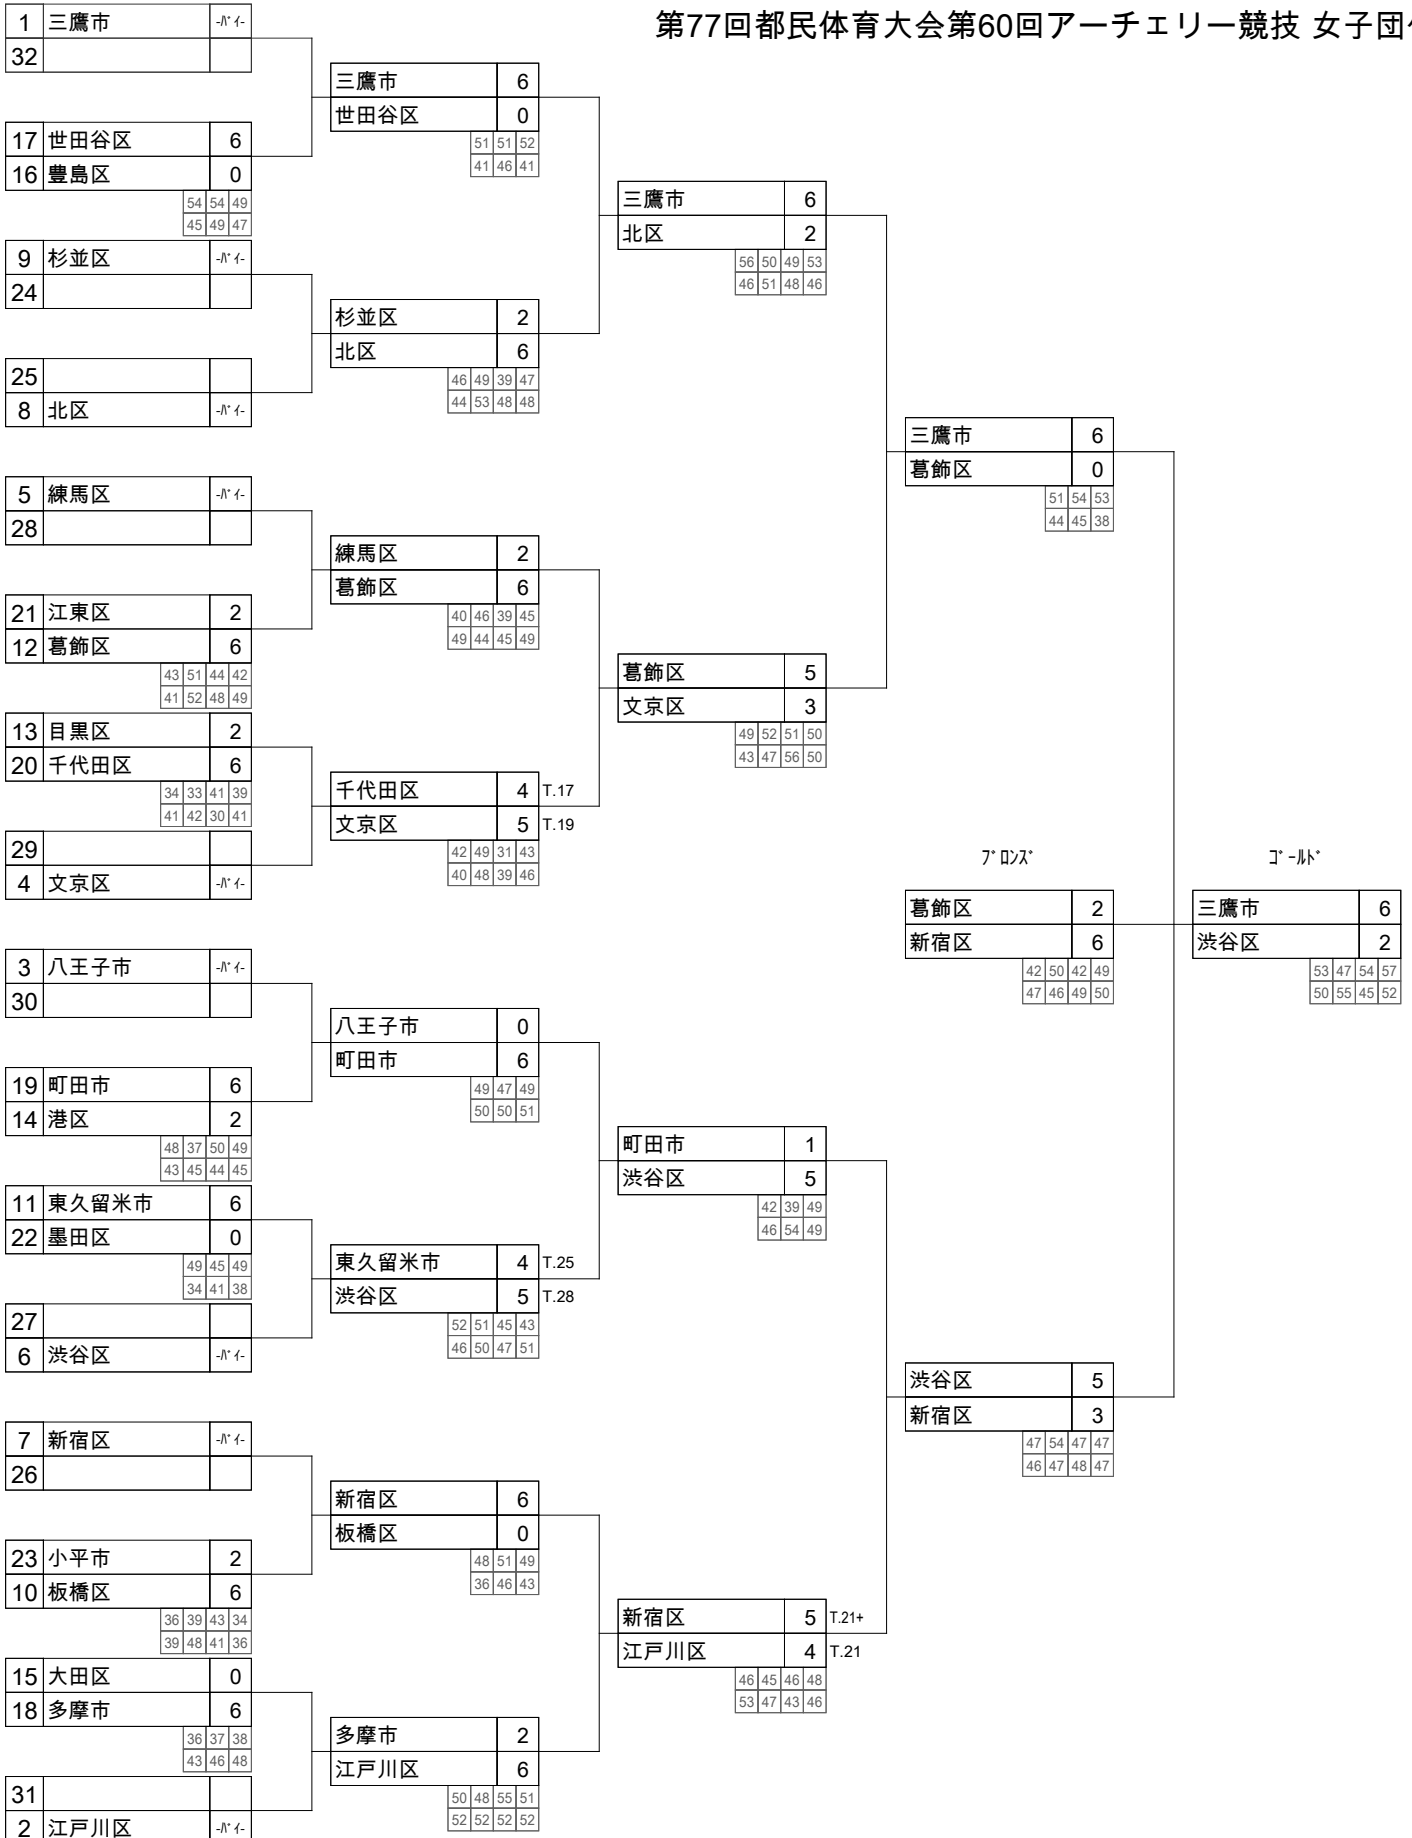 第77回都民体育大会第60回アーチェリー競技 女子団
1 三鷹市 -ﾊﾞｲ-
32
17 世田谷区 6
16 豊島区 0
54 54 49
45 49 47
9 杉並区 -ﾊﾞｲ-
24
25
8 北区 -ﾊﾞｲ-
5 練馬区 -ﾊﾞｲ-
28
21 江東区 2
12 葛飾区 6
43 51 44 42
41 52 48 49
13 目黒区 2
20 千代田区 6
34 33 41 39
41 42 30 41
29
4 文京区 -ﾊﾞｲ-
3 八王子市 -ﾊﾞｲ-
30
19 町田市 6
14 港区 2
48 37 50 49
43 45 44 45
11 東久留米市 6
22 墨田区 0
49 45 49
34 41 38
27
6 渋谷区 -ﾊﾞｲ-
7 新宿区 -ﾊﾞｲ-
26
23 小平市 2
10 板橋区 6
36 39 43 34
39 48 41 36
15 大田区 0
18 多摩市 6
36 37 38
43 46 48
31
2 江戸川区 -ﾊﾞｲ-
三鷹市 6
世田谷区 0
51 51 52
41 46 41
杉並区 2
北区 6
46 49 39 47
44 53 48 48
練馬区 2
葛飾区 6
40 46 39 45
49 44 45 49
千代田区 4 T.17
文京区 5 T.19
42 49 31 43
40 48 39 46
八王子市 0
町田市 6
49 47 49
50 50 51
東久留米市 4 T.25
渋谷区 5 T.28
52 51 45 43
46 50 47 51
新宿区 6
板橋区 0
48 51 49
36 46 43
多摩市 2
江戸川区 6
50 48 55 51
52 52 52 52
三鷹市 6
北区 2
56 50 49 53
46 51 48 46
葛飾区 5
文京区 3
49 52 51 50
43 47 56 50
町田市 1
渋谷区 5
42 39 49
46 54 49
新宿区 5 T.21+
江戸川区 4 T.21
46 45 46 48
53 47 43 46
三鷹市 6
葛飾区 0
51 54 53
44 45 38
渋谷区 5
新宿区 3
47 54 47 47
46 47 48 47
ﾌﾞﾛﾝｽﾞ
葛飾区 2
新宿区 6
42 50 42 49
47 46 49 50
ｺﾞｰﾙﾄﾞ
三鷹市 6
渋谷区 2
53 47 54 57
50 55 45 52